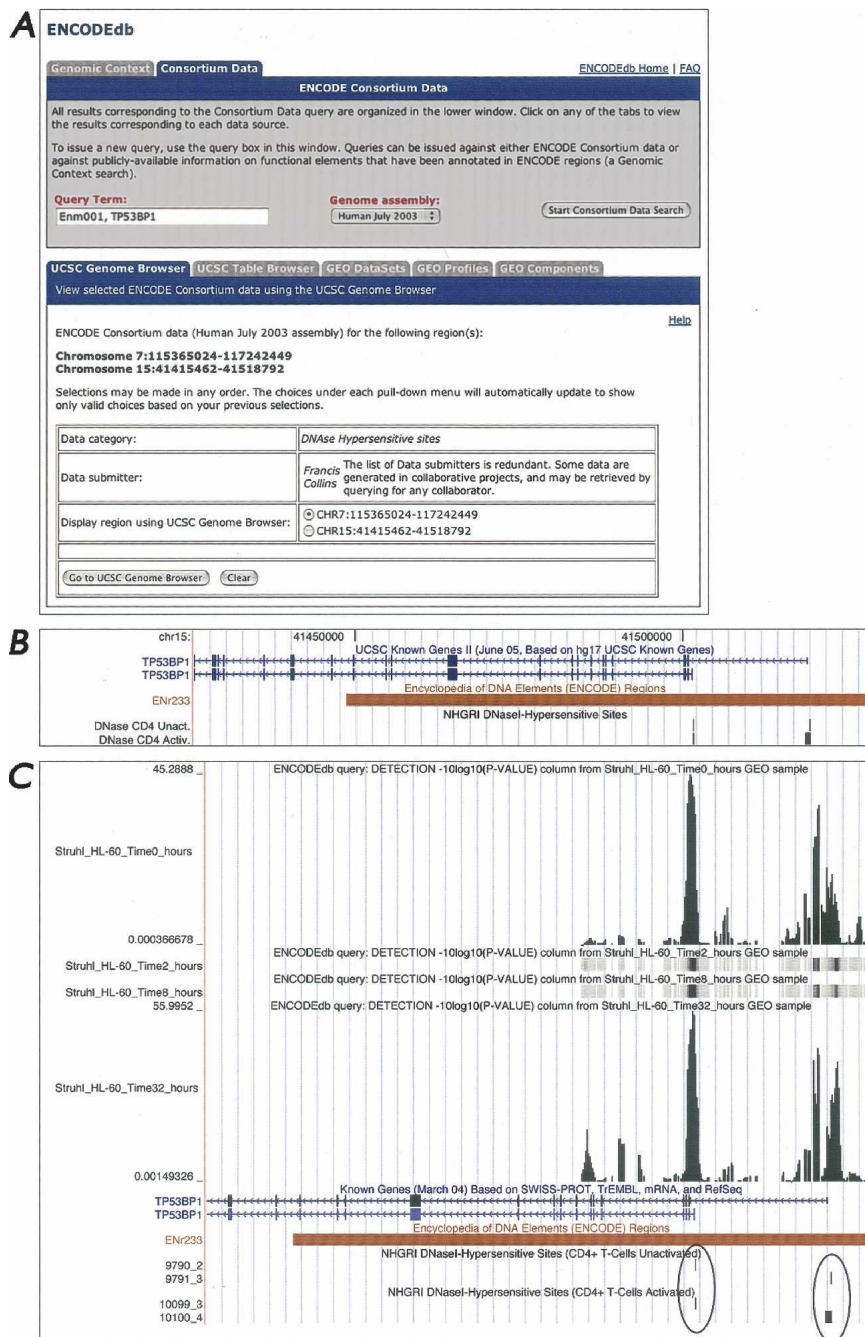 A
ENCODEdb
Genomic Context Consortium Data ENCODEdb Home | FAQ
ENCODE Consortium Data
All results corresponding to the Consortium Data query are organized in the lower window. Click on any of the tabs to view
the results corresponding to each data source.
To issue a new query, use the query box in this window. Queries can be issued against either ENCODE Consortium data or
against publicly-available information on functional elements that have been annotated in ENCODE regions (a Genomic
Context search).
Query Term: Genome assembly:
Enm001, TP53BP1 Human July 2003 Start Consortium Data Search
UCSC Genome Browser UCSC Table Browser GEO DataSets GEO Profiles GEO Components
View selected ENCODE Consortium data using the UCSC Genome Browser
Help
ENCODE Consortium data (Human July 2003 assembly) for the following region(s):
Chromosome 7:115365024-117242449
Chromosome 15:41415462-41518792
Selections may be made in any order. The choices under each pull-down menu will automatically update to show
only valid choices based on your previous selections.
Data category: DNAse Hypersensitive sites
Data submitter: Francis Collins The list of Data submitters is redundant. Some data are
generated in collaborative projects, and may be retrieved by
querying for any collaborator.
Display region using UCSC Genome Browser: CHR7:115365024-117242449
CHR15:41415462-41518792
Go to UCSC Genome Browser Clear
B
chr15: 41450000 41500000
UCSC Known Genes II (June 05, Based on hg17 UCSC Known Genes)
TP53BP1
TP53BP1
Encyclopedia of DNA Elements (ENCODE) Regions
ENr233
NHGRI DNaseI-Hypersensitive Sites
DNase CD4 Unact.
DNase CD4 Activ.
C
45.2888 _ ENCODEdb query: DETECTION -10log10(P-VALUE) column from Struhl_HL-60_Time0_hours GEO sample
Struhl_HL-60_Time0_hours
0.000366678 _
ENCODEdb query: DETECTION -10log10(P-VALUE) column from Struhl_HL-60_Time2_hours GEO sample
Struhl_HL-60_Time2_hours
ENCODEdb query: DETECTION -10log10(P-VALUE) column from Struhl_HL-60_Time8_hours GEO sample
Struhl_HL-60_Time8_hours
55.9952 _ ENCODEdb query: DETECTION -10log10(P-VALUE) column from Struhl_HL-60_Time32_hours GEO sample
Struhl_HL-60_Time32_hours
0.00149326 _
Known Genes (March 04) Based on SWISS-PROT, TrEMBL, mRNA, and RefSeq
TP53BP1
TP53BP1
Encyclopedia of DNA Elements (ENCODE) Regions
ENr233
NHGRI DNaseI-Hypersensitive Sites (CD4+ T-Cells Unactivated)
9790_2
9791_3
NHGRI DNaseI-Hypersensitive Sites (CD4+ T-Cells Activated)
10099_3
10100_4